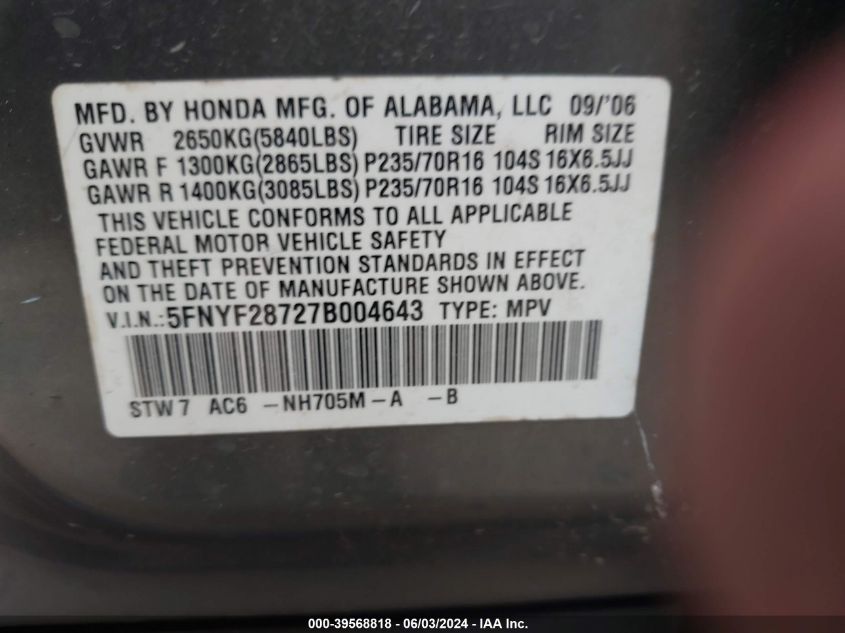 MFD. BY HONDA MFG. OF ALABAMA, LLC 09/'06
GVWR 2650KG(5840LBS) TIRE SIZE RIM SIZE
GAWR F 1300KG(2865LBS) P235/70R16 104S 16X6.5JJ
GAWR R 1400KG(3085LBS) P235/70R16 104S 16X6.5JJ
THIS VEHICLE CONFORMS TO ALL APPLICABLE
FEDERAL MOTOR VEHICLE SAFETY
AND THEFT PREVENTION STANDARDS IN EFFECT
ON THE DATE OF MANUFACTURE SHOWN ABOVE.
V.I.N.:5FNYF28727B004643 TYPE: MPV
STW7 AC6 -NH705M-A -B
000-39568818 - 06/03/2024 - IAA Inc.